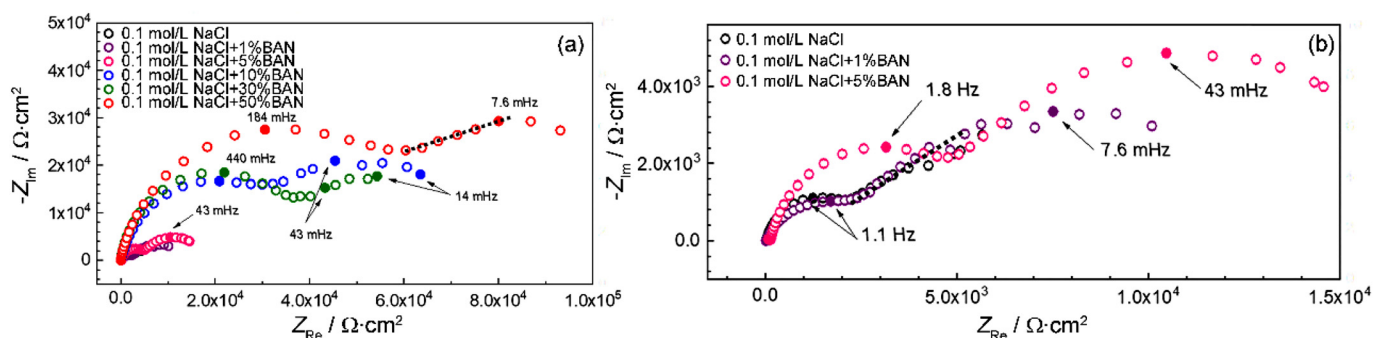 5x10⁴
4x10⁴
3x10⁴
2x10⁴
1x10⁴
0
-Z_Im / Ω·cm²
0.1 mol/L NaCl
0.1 mol/L NaCl+1%BAN
0.1 mol/L NaCl+5%BAN
0.1 mol/L NaCl+10%BAN
0.1 mol/L NaCl+30%BAN
0.1 mol/L NaCl+50%BAN
(a)
184 mHz
7.6 mHz
440 mHz
43 mHz
43 mHz
14 mHz
0.0
2.0x10⁴
4.0x10⁴
6.0x10⁴
8.0x10⁴
1.0x10⁵
Z_Re / Ω·cm²
4.0x10³
2.0x10³
0.0
-Z_Im / Ω·cm²
0.1 mol/L NaCl
0.1 mol/L NaCl+1%BAN
0.1 mol/L NaCl+5%BAN
(b)
1.8 Hz
43 mHz
7.6 mHz
1.1 Hz
0.0
5.0x10³
1.0x10⁴
1.5x10⁴
Z_Re / Ω·cm²